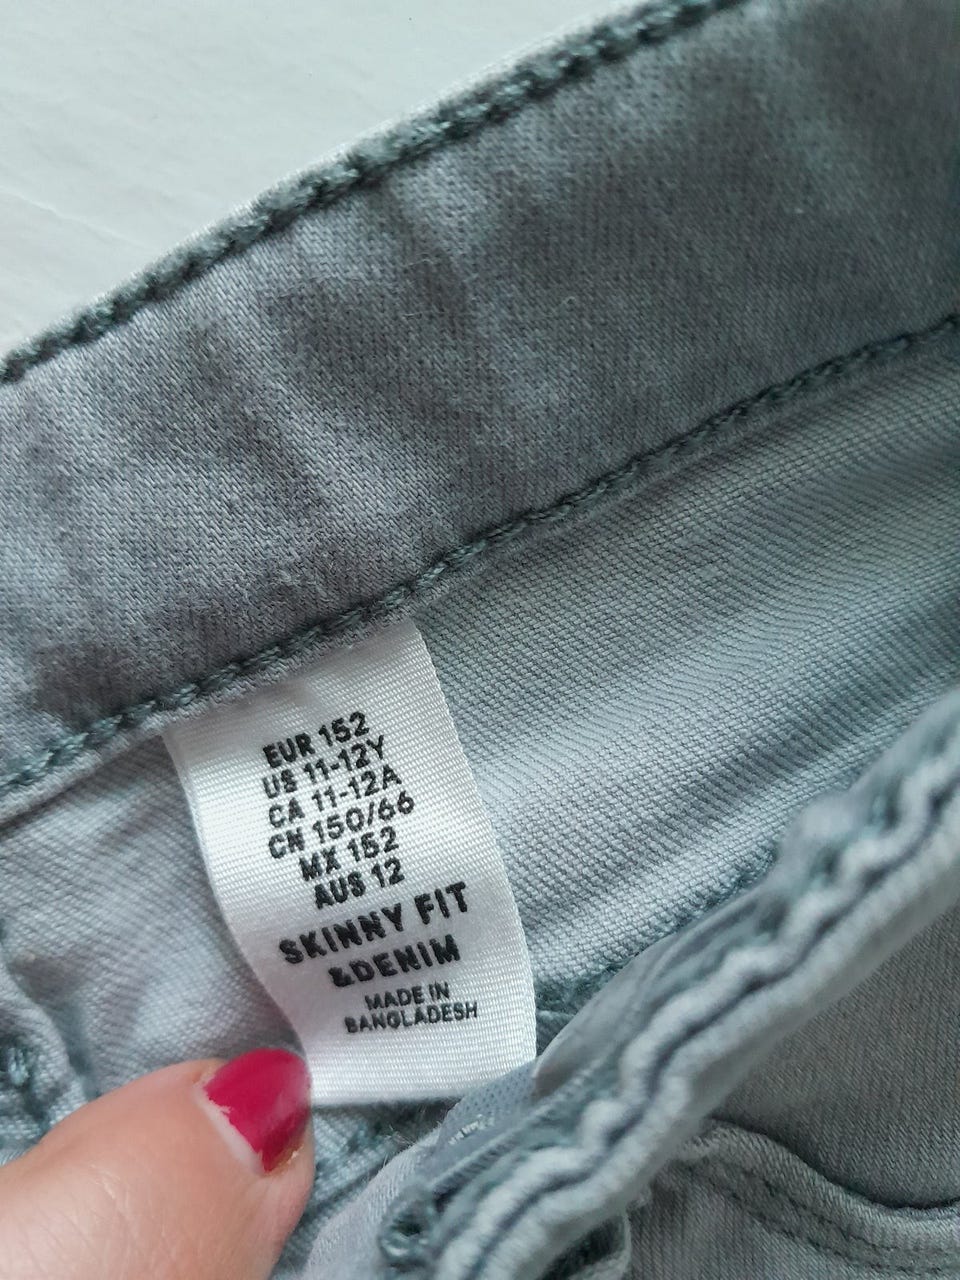 EUR 152
US 11-12Y
CA 11-12A
CN 150/66
MX 152
AUS 12
SKINNY FIT
&DENIM
MADE IN
BANGLADESH